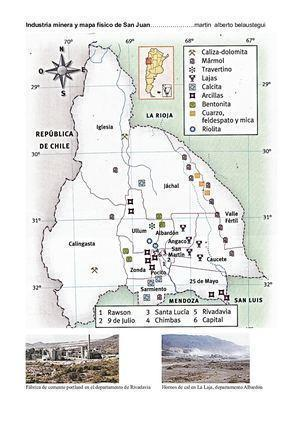 Industria minera y mapa físico de San Juan........................martin alberto belaustegui
70° 69° 68° 67°
29° 29°
30° 30°
31° 31°
32° 32°
LA RIOJA
REPÚBLICA
DE CHILE
Caliza-dolomita
Mármol
Travertino
Lajas
Calcita
Arcillas
Bentonita
Cuarzo,
feldespato y mica
Riolita
Iglesia
Jáchal
Valle
Fértil
Calingasta
Ullum
Albardón
Angaco
San
Martín
Zonda
Pocito
Caucete
Sarmiento
25 de Mayo
MENDOZA
SAN LUIS
1 Rawson 3 Santa Lucía 5 Rivadavia
2 9 de Julio 4 Chimbas 6 Capital
Fábrica de cemento portland en el departamento de Rivadavia
Hornos de cal en La Laja, departamento Albardón